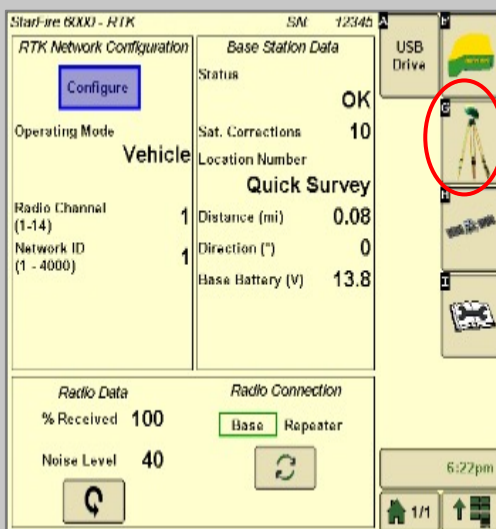 StarFire 6000 - RTK SN: 12345
RTK Network Configuration
Configure
Operating Mode
Vehicle
Radio Channel
(1-14)
1
Network ID
(1 - 4000)
1
Base Station Data
Status
OK
Sat. Corrections 10
Location Number
Quick Survey
Distance (mi) 0.08
Direction (°) 0
Base Battery (V) 13.8
Radio Data
% Received 100
Noise Level 40
Radio Connection
Base Repeater
A
USB
Drive
F
G
H
I
6:22pm
1/1